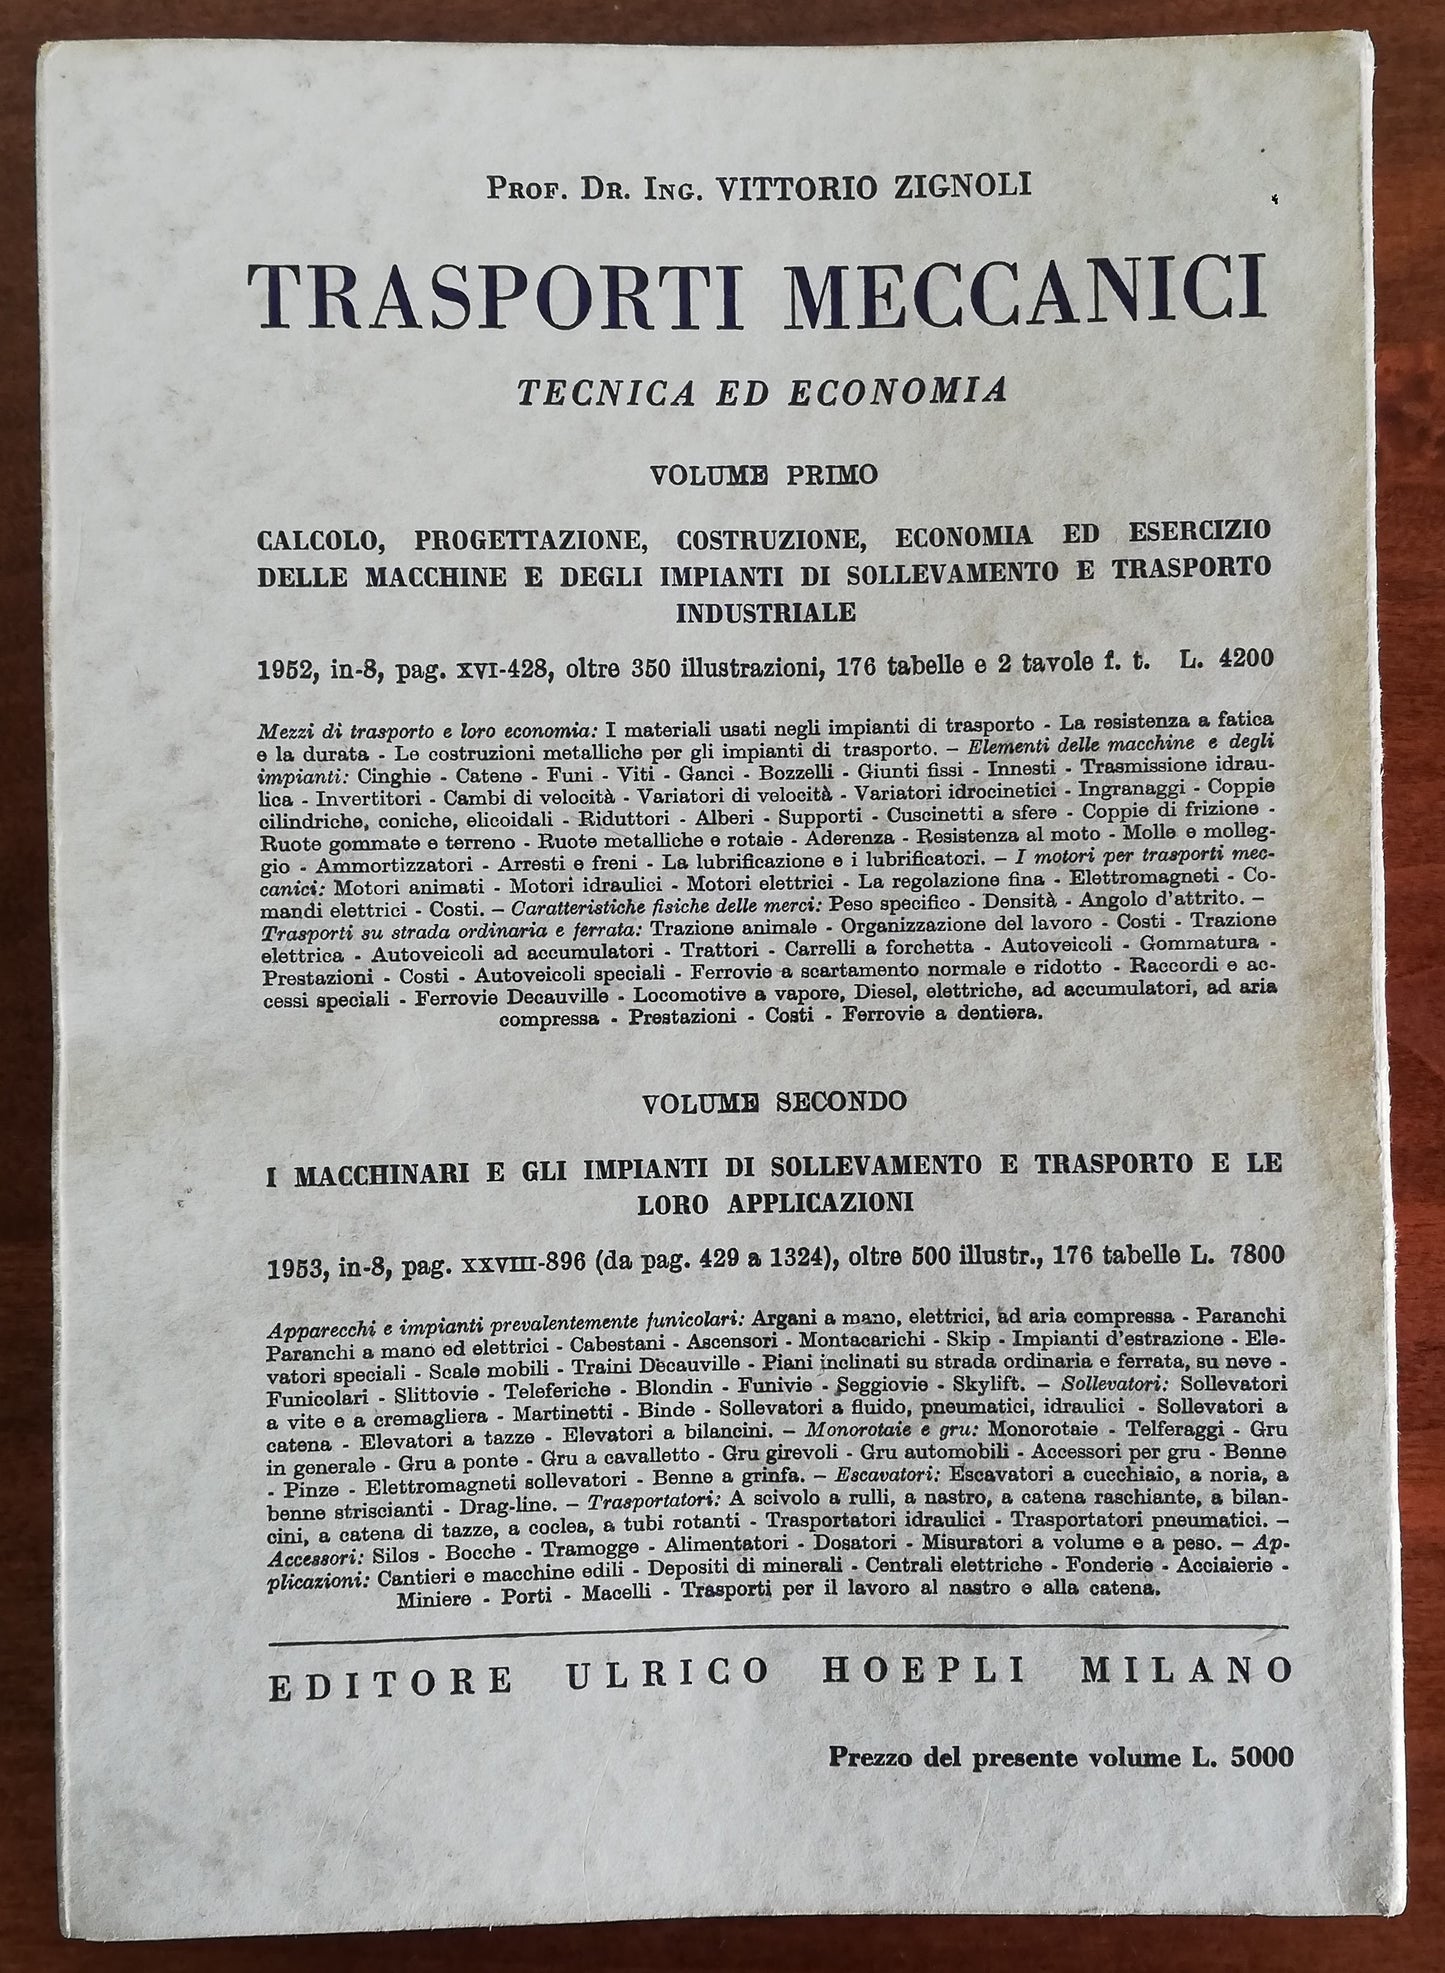 PROF. DR. ING. VITTORIO ZIGNOLI
TRASPORTI MECCANICI
TECNICA ED ECONOMIA
VOLUME PRIMO
CALCOLO, PROGETTAZIONE, COSTRUZIONE, ECONOMIA ED ESERCIZIO
DELLE MACCHINE E DEGLI IMPIANTI DI SOLLEVAMENTO E TRASPORTO
INDUSTRIALE
1952, in-8, pag. XVI-428, oltre 350 illustrazioni, 176 tabelle e 2 tavole f. t. L. 4200
Mezzi di trasporto e loro economia: I materiali usati negli impianti di trasporto - La resistenza a fatica
e la durata - Le costruzioni metalliche per gli impianti di trasporto. – Elementi delle macchine e degli
impianti: Cinghie - Catene - Funi - Viti - Ganci - Bozzelli - Giunti fissi - Innesti - Trasmissione idrau-
lica - Invertitori - Cambi di velocità - Variatori di velocità - Variatori idrocinetici - Ingranaggi - Coppie
cilindriche, coniche, elicoidali - Riduttori - Alberi - Supporti - Cuscinetti a sfere - Coppie di frizione -
Ruote gommate e terreno - Ruote metalliche e rotaie - Aderenza - Resistenza al moto - Molle e molleg-
gio - Ammortizzatori - Arresti e freni - La lubrificazione e i lubrificatori. – I motori per trasporti mec-
canici: Motori animati - Motori idraulici - Motori elettrici - La regolazione fina - Elettromagneti - Co-
mandi elettrici - Costi. – Caratteristiche fisiche delle merci: Peso specifico - Densità - Angolo d'attrito. –
Trasporti su strada ordinaria e ferrata: Trazione animale - Organizzazione del lavoro - Costi - Trazione
elettrica - Autoveicoli ad accumulatori - Trattori - Carrelli a forchetta - Autoveicoli - Gommatura -
Prestazioni - Costi - Autoveicoli speciali - Ferrovie a scartamento normale e ridotto - Raccordi e ac-
cessi speciali - Ferrovie Decauville - Locomotive a vapore, Diesel, elettriche, ad accumulatori, ad aria
compressa - Prestazioni - Costi - Ferrovie a dentiera.
VOLUME SECONDO
I MACCHINARI E GLI IMPIANTI DI SOLLEVAMENTO E TRASPORTO E LE
LORO APPLICAZIONI
1953, in-8, pag. XXVIII-896 (da pag. 429 a 1324), oltre 500 illustr., 176 tabelle L. 7800
Apparecchi e impianti prevalentemente funicolari: Argani a mano, elettrici, ad aria compressa - Paranchi
Paranchi a mano ed elettrici - Cabestani - Ascensori - Montacarichi - Skip - Impianti d'estrazione - Ele-
vatori speciali - Scale mobili - Traini Decauville - Piani inclinati su strada ordinaria e ferrata, su neve -
Funicolari - Slittovie - Teleferiche - Blondin - Funivie - Seggiovie - Skylift. – Sollevatori: Sollevatori
a vite e a cremagliera - Martinetti - Binde - Sollevatori a fluido, pneumatici, idraulici - Sollevatori a
catena - Elevatori a tazze - Elevatori a bilancini. – Monorotaie e gru: Monorotaie - Telferaggi - Gru
in generale - Gru a ponte - Gru a cavalletto - Gru girevoli - Gru automobili - Accessori per gru - Benne
- Pinze - Elettromagneti sollevatori - Benne a grinfa. – Escavatori: Escavatori a cucchiaio, a noria, a
benne striscianti - Drag-line. – Trasportatori: A scivolo a rulli, a nastro, a catena raschiante, a bilan-
cini, a catena di tazze, a coclea, a tubi rotanti - Trasportatori idraulici - Trasportatori pneumatici. –
Accessori: Silos - Bocche - Tramogge - Alimentatori - Dosatori - Misuratori a volume e a peso. – Ap-
plicazioni: Cantieri e macchine edili - Depositi di minerali - Centrali elettriche - Fonderie - Acciaierie -
Miniere - Porti - Macelli - Trasporti per il lavoro al nastro e alla catena.
EDITORE ULRICO HOEPLI MILANO
Prezzo del presente volume L. 5000